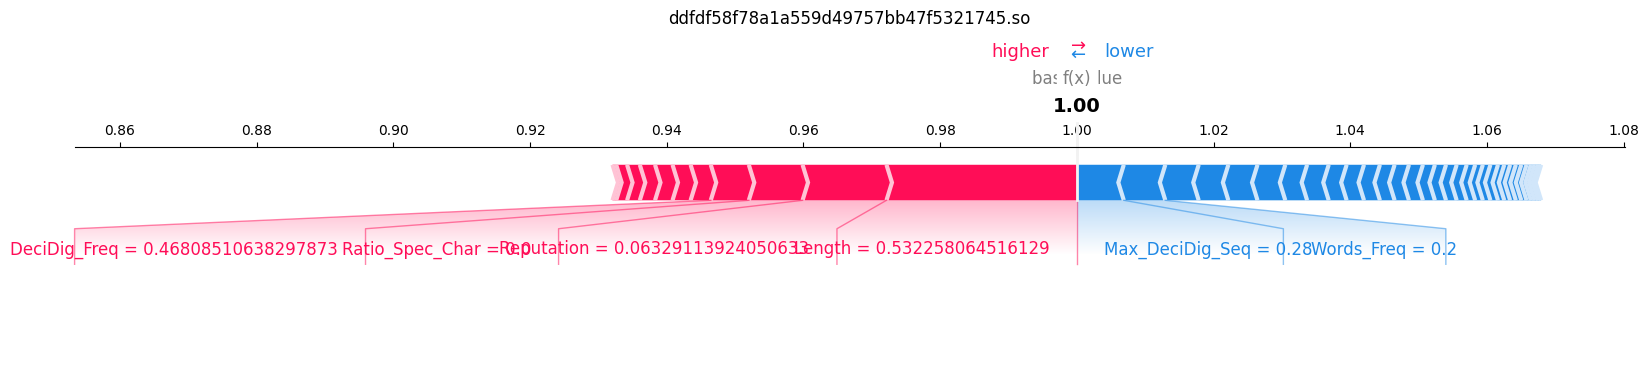 ddfdf58f78a1a559d49757bb47f5321745.so
higher ⇄ lower
bas f(x) lue
1.00
0.86 0.88 0.90 0.92 0.94 0.96 0.98 1.00 1.02 1.04 1.06 1.08
DeciDig_Freq = 0.46808510638297873 Ratio_Spec_Char = 0.0 Reputation = 0.06329113924050633 Length = 0.532258064516129 Max_DeciDig_Seq = 0.28 Words_Freq = 0.2